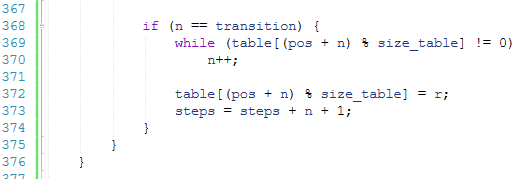 367
368 if (n == transition) {
369 while (table[(pos + n) % size_table] != 0)
370 n++;
371
372 table[(pos + n) % size_table] = r;
373 steps = steps + n + 1;
374 }
375 }
376 }
377